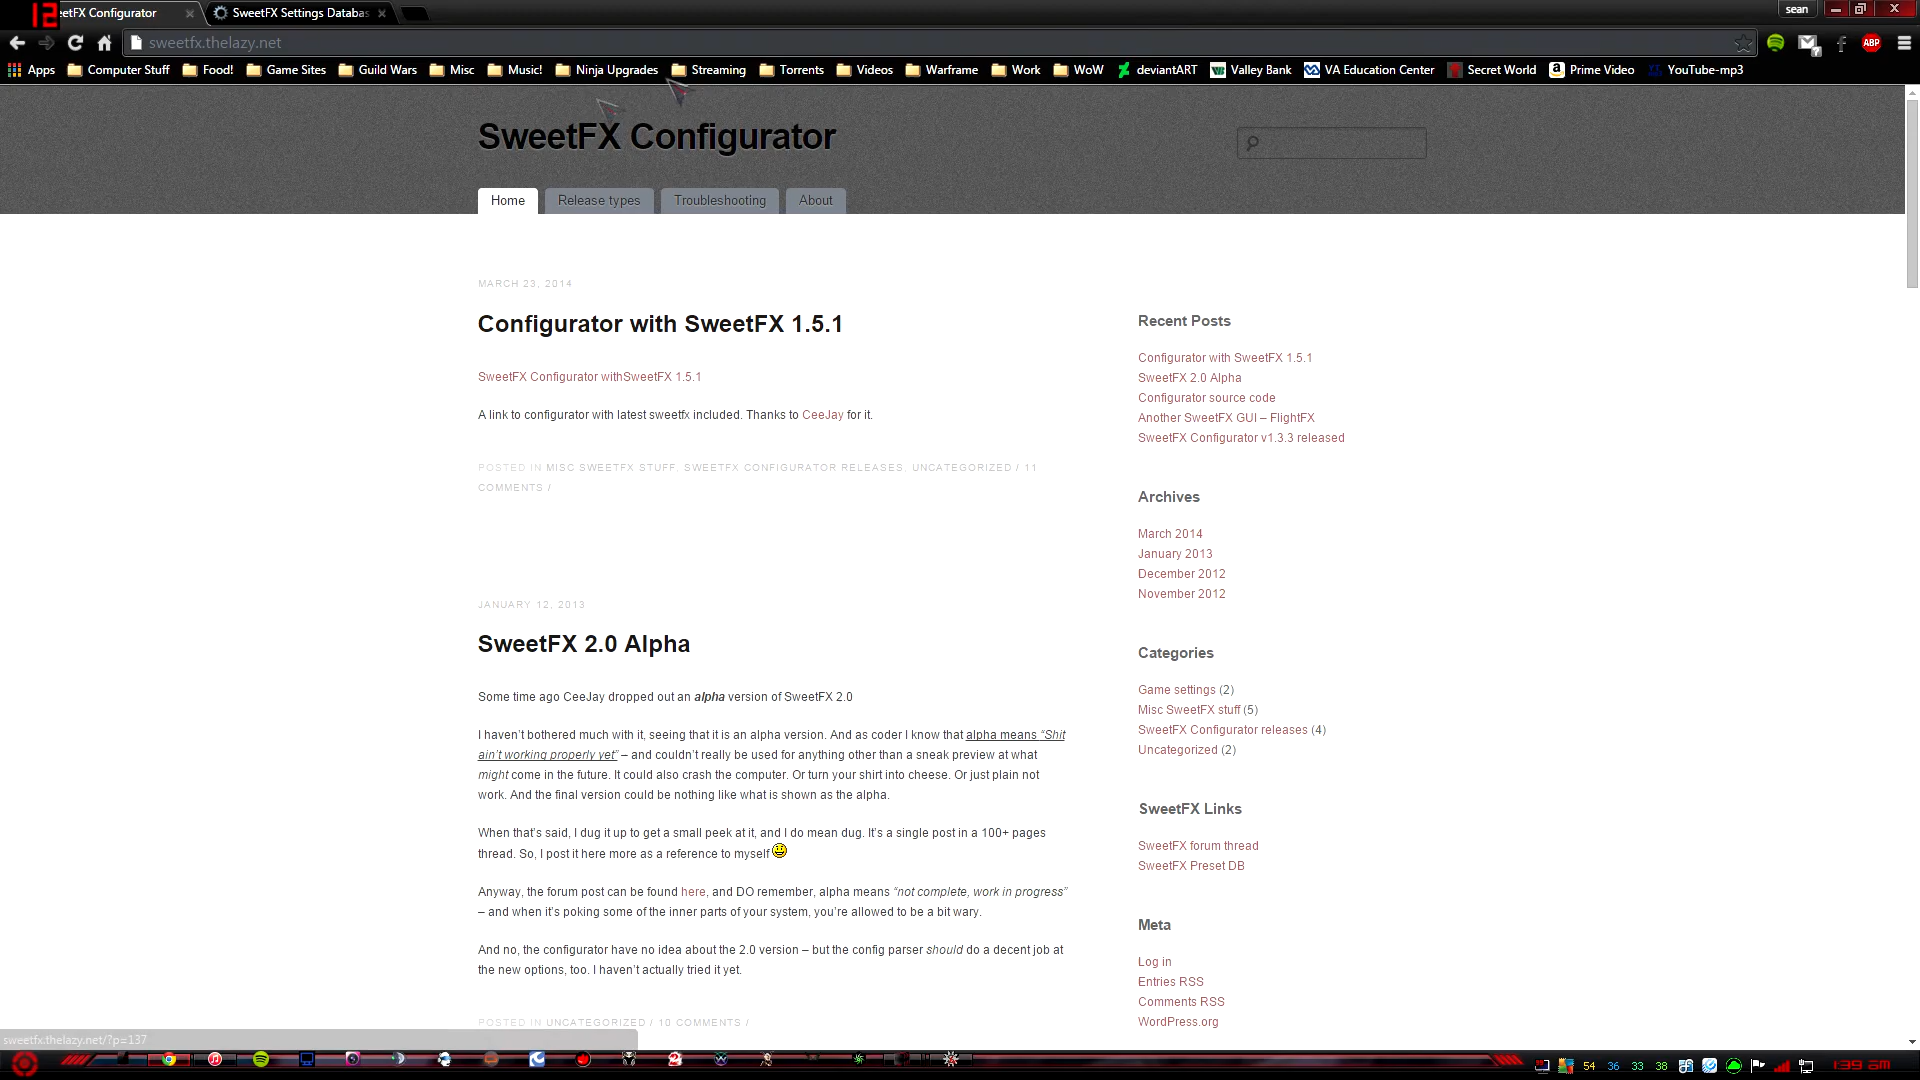 12
eetFX Configurator
SweetFX Settings Databas
sean
sweetfx.thelazy.net
ABP
Apps
Computer Stuff
Food!
Game Sites
Guild Wars
Misc
Music!
Ninja Upgrades
Streaming
Torrents
Videos
Warframe
Work
WoW
deviantART
Valley Bank
VA Education Center
Secret World
Prime Video
YouTube-mp3
SweetFX Configurator
Home
Release types
Troubleshooting
About
MARCH 23, 2014
Configurator with SweetFX 1.5.1
SweetFX Configurator withSweetFX 1.5.1
A link to configurator with latest sweetfx included. Thanks to CeeJay for it.
POSTED IN MISC SWEETFX STUFF, SWEETFX CONFIGURATOR RELEASES, UNCATEGORIZED / 11
COMMENTS /
JANUARY 12, 2013
SweetFX 2.0 Alpha
Some time ago CeeJay dropped out an alpha version of SweetFX 2.0
I haven't bothered much with it, seeing that it is an alpha version. And as coder I know that alpha means “Shit
ain't working properly yet” – and couldn't really be used for anything other than a sneak preview at what
might come in the future. It could also crash the computer. Or turn your shirt into cheese. Or just plain not
work. And the final version could be nothing like what is shown as the alpha.
When that's said, I dug it up to get a small peek at it, and I do mean dug. It's a single post in a 100+ pages
thread. So, I post it here more as a reference to myself
Anyway, the forum post can be found here, and DO remember, alpha means “not complete, work in progress”
– and when it's poking some of the inner parts of your system, you're allowed to be a bit wary.
And no, the configurator have no idea about the 2.0 version – but the config parser should do a decent job at
the new options, too. I haven't actually tried it yet.
POSTED IN UNCATEGORIZED / 10 COMMENTS /
Recent Posts
Configurator with SweetFX 1.5.1
SweetFX 2.0 Alpha
Configurator source code
Another SweetFX GUI – FlightFX
SweetFX Configurator v1.3.3 released
Archives
March 2014
January 2013
December 2012
November 2012
Categories
Game settings (2)
Misc SweetFX stuff (5)
SweetFX Configurator releases (4)
Uncategorized (2)
SweetFX Links
SweetFX forum thread
SweetFX Preset DB
Meta
Log in
Entries RSS
Comments RSS
WordPress.org
sweetfx.thelazy.net/?p=137
54 36 33 38
1:39 am